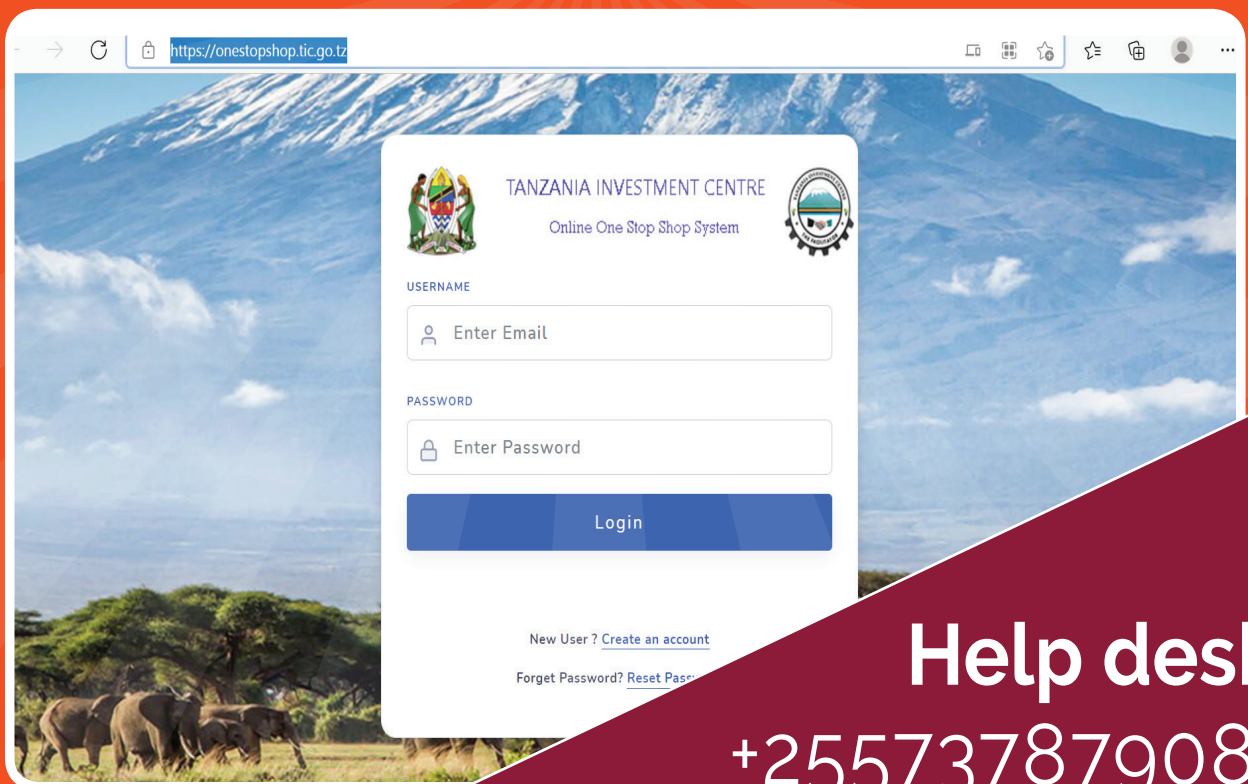 https://onestopshop.tic.go.tz
TANZANIA INVESTMENT CENTRE
Online One Stop Shop System
USERNAME
Enter Email
PASSWORD
Enter Password
Login
New User ? Create an account
Forget Password? Reset
Help
+25573787908